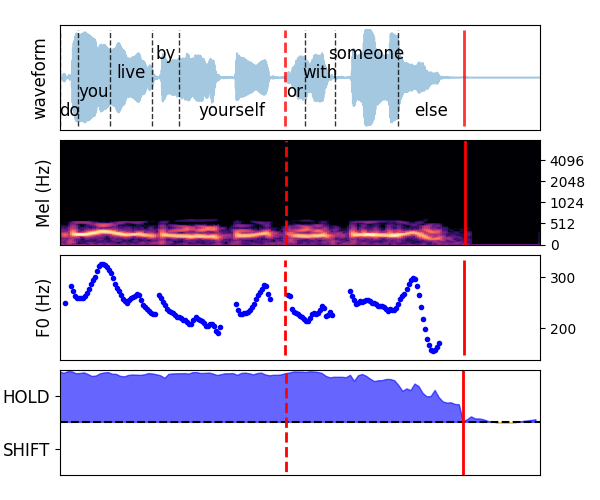 waveform
do you live by yourself or with someone else
Mel (Hz)
4096
2048
1024
512
0
F0 (Hz)
300
200
HOLD
SHIFT